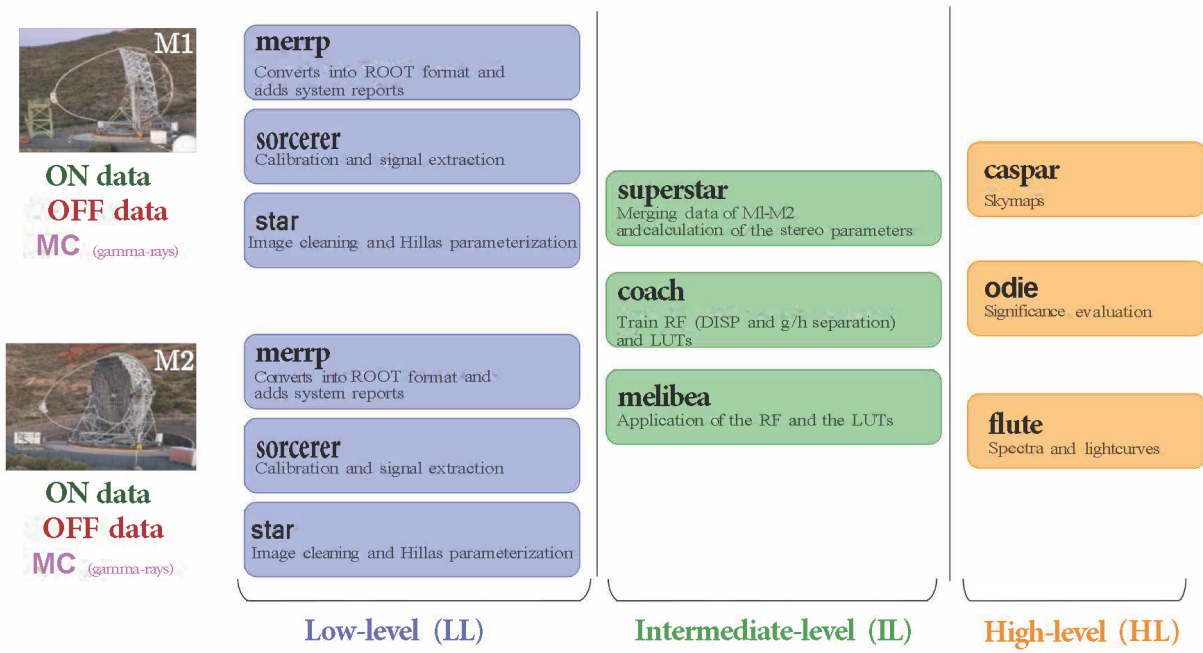 M1
ON data
OFF data
MC (gamma-rays)
merrp
Converts into ROOT format and
adds system reports
sorcerer
Calibration and signal extraction
star
Image cleaning and Hillas parameterization
M2
ON data
OFF data
MC (gamma-rays)
merrp
Converts into ROOT format and
adds system reports
sorcerer
Calibration and signal extraction
star
Image cleaning and Hillas parameterization
superstar
Merging data of Ml-M2
andcalculation of the stereo parameters
coach
Train RF (DISP and g/h separation)
and LUTs
melibea
Application of the RF and the LUTs
caspar
Skymaps
odie
Significance evaluation
flute
Spectra and lightcurves
Low-level (LL)
Intermediate-level (IL)
High-level (HL)